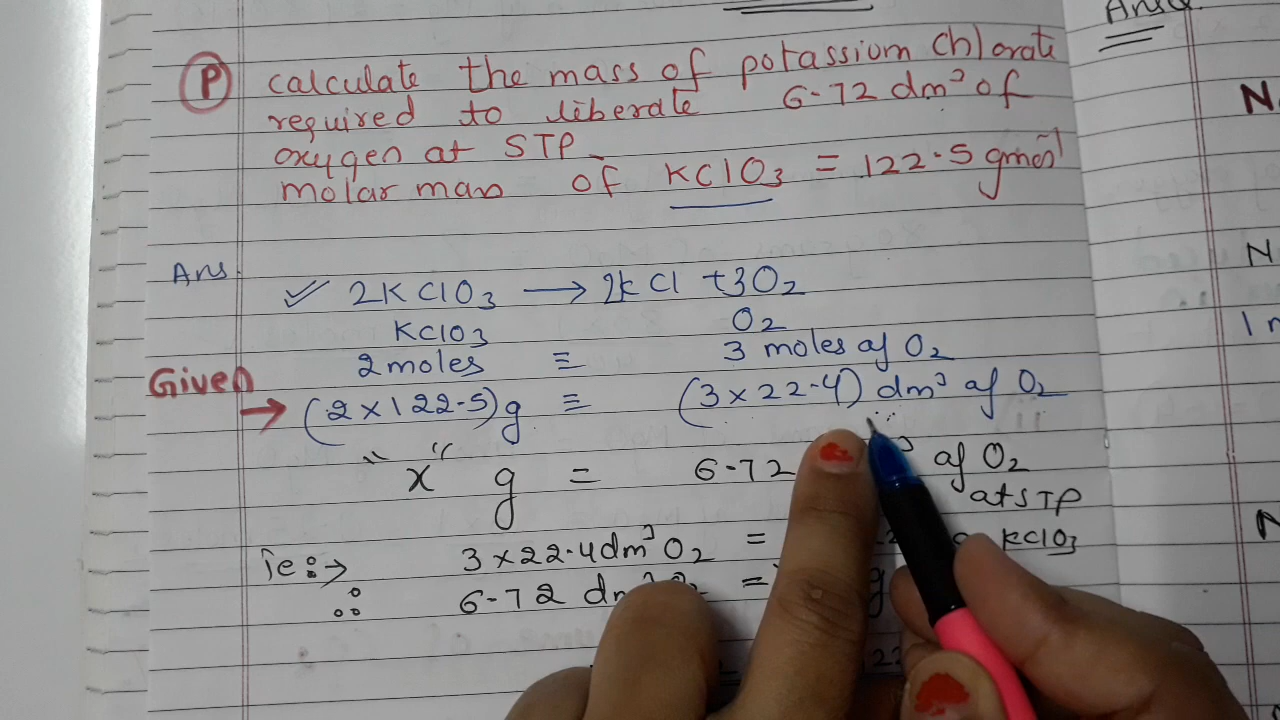 Ans
P calculate the mass of potassium chlorate
required to liberate 6.72 dm³ of
oxygen at STP.
molar mass of KClO₃ = 122.5 gmol⁻¹
Ans.
✓ 2KClO₃ → 2KCl + 3O₂
KClO₃ O₂
2 moles ≡ 3 moles of O₂
Given
→ (2 × 122.5)g ≡ (3 × 22.4) dm³ of O₂
"x" g = 6.72 of O₂
at STP
ie:→ 3 × 22.4 dm³ O₂ = KClO₃
∴ 6.72 = g
N
N
1
N